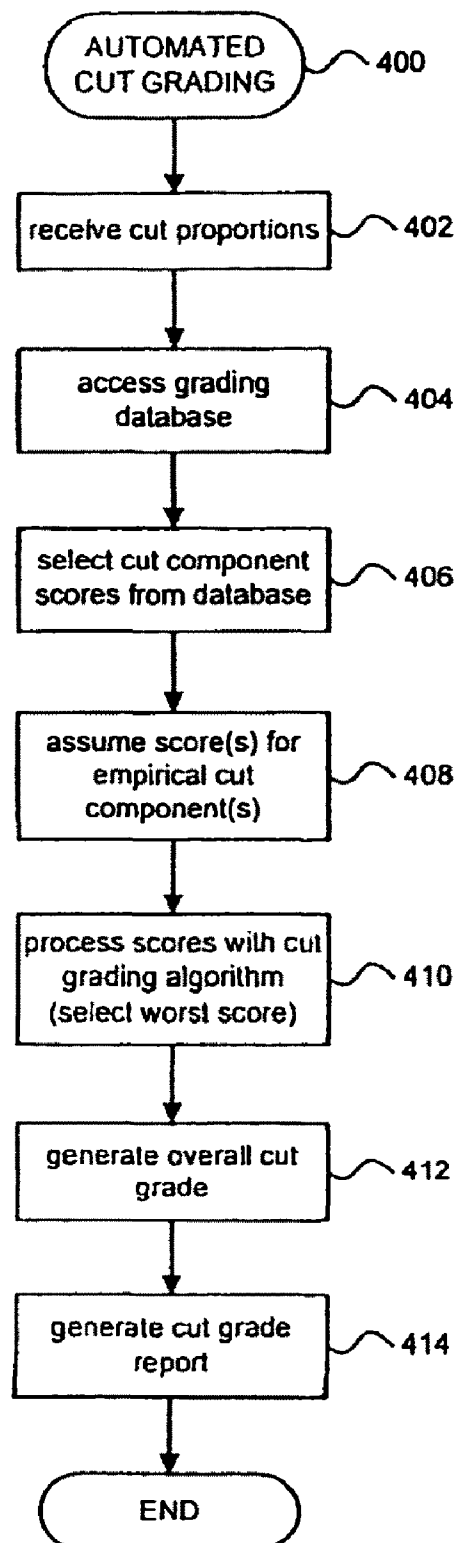 AUTOMATED
CUT GRADING
400
receive cut proportions
402
access grading
database
404
select cut component
scores from database
406
assume score(s) for
empirical cut
component(s)
408
process scores with cut
grading algorithm
(select worst score)
410
generate overall cut
grade
412
generate cut grade
report
414
END